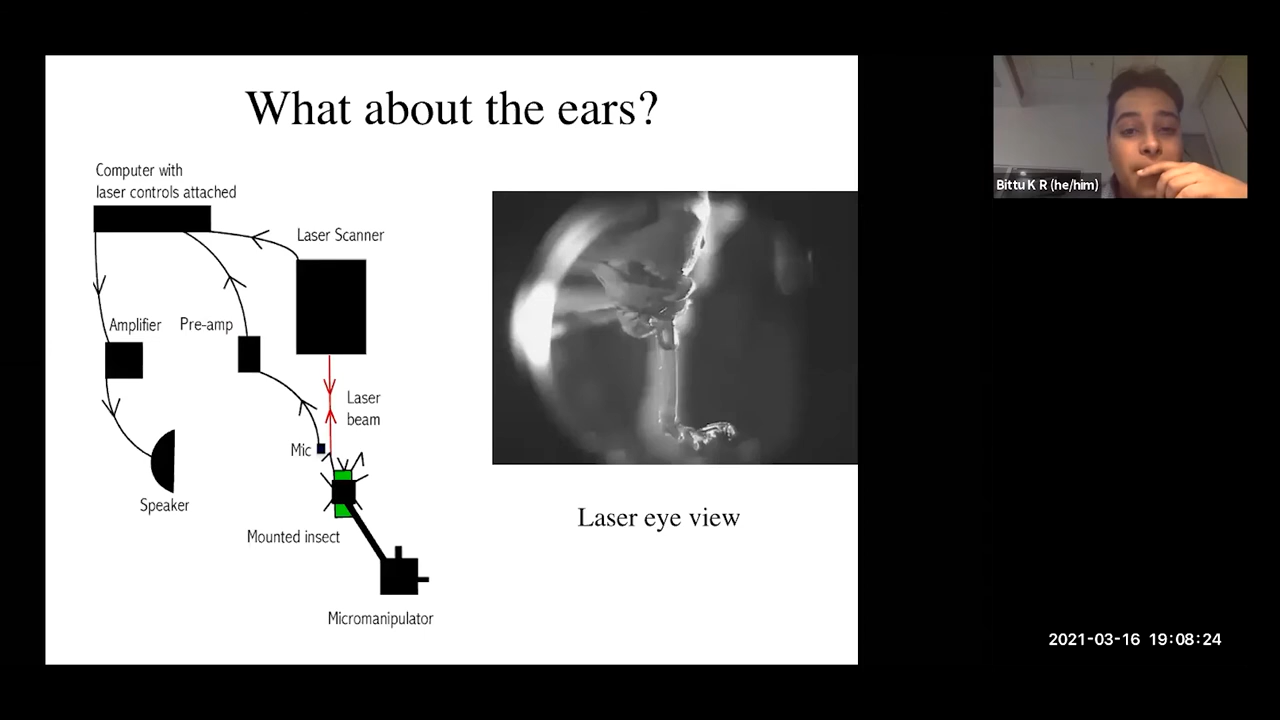 What about the ears?
Computer with
laser controls attached
Laser Scanner
Amplifier
Pre-amp
Laser
beam
Mic
Speaker
Mounted insect
Micromanipulator
Laser eye view
Bittu K R (he/him)
2021-03-16 19:08:24